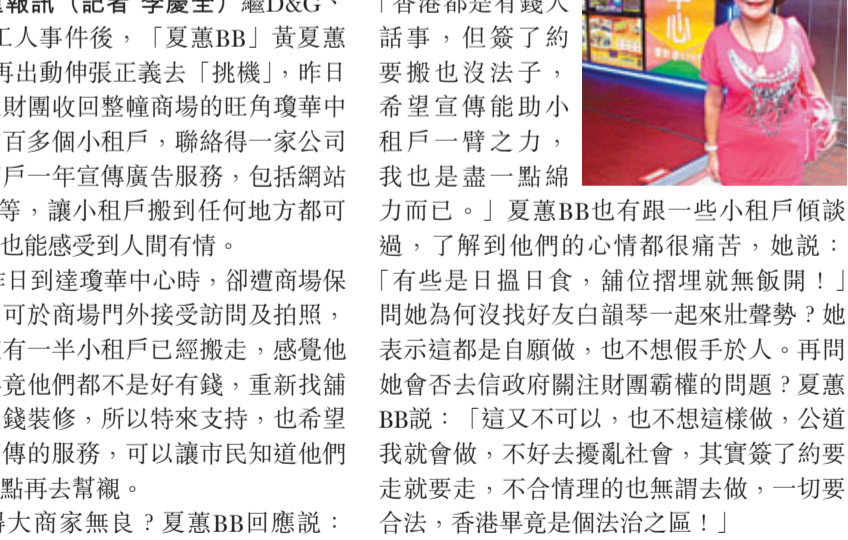 報訊（記者 李慶全）繼D&G、
工人事件後，「夏蕙BB」黃夏蕙
再出動伸張正義去「挑機」，昨日
財團收回整幢商場的旺角瓊華中
百多個小租戶，聯絡得一家公司
戶一年宣傳廣告服務，包括網站
等，讓小租戶搬到任何地方都可
也能感受到人間有情。
昨日到達瓊華中心時，卻遭商場保
可於商場門外接受訪問及拍照，
有一半小租戶已經搬走，感覺他
竟他們都不是好有錢，重新找舖
錢裝修，所以特來支持，也希望
傳的服務，可以讓市民知道他們
點再去幫襯。
大商家無良？夏蕙BB回應説：
「香港都是有錢人
話事，但簽了約
要搬也沒法子，
希望宣傳能助小
租戶一臂之力，
我也是盡一點綿
力而已。」夏蕙BB也有跟一些小租戶傾談
過，了解到他們的心情都很痛苦，她説：
「有些是日搵日食，舖位摺埋就無飯開！」
問她為何沒找好友白韻琴一起來壯聲勢？她
表示這都是自願做，也不想假手於人。再問
她會否去信政府關注財團霸權的問題？夏蕙
BB説：「這又不可以，也不想這樣做，公道
我就會做，不好去擾亂社會，其實簽了約要
走就要走，不合情理的也無謂去做，一切要
合法，香港畢竟是個法治之區！」
心